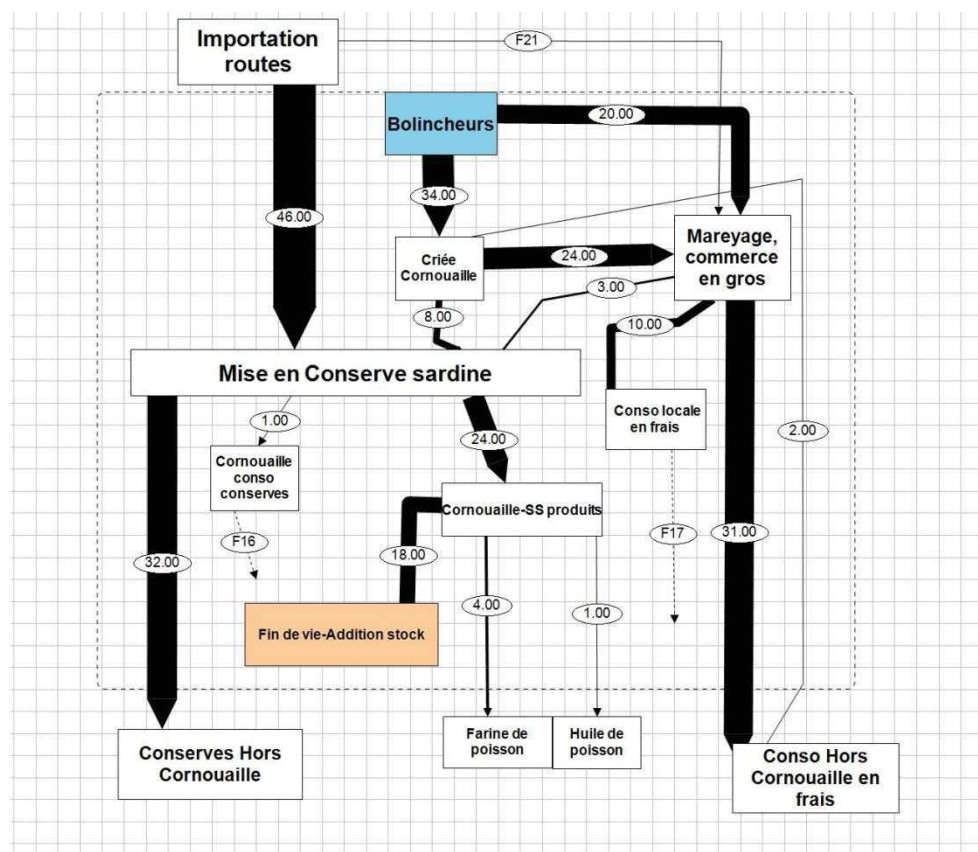 Importation
routes
F21
Bolincheurs
20.00
34.00
46.00
Criée
Cornouaille
24.00
Mareyage,
commerce
en gros
3.00
8.00
10.00
Mise en Conserve sardine
1.00
Conso locale
en frais
2.00
24.00
Cornouaille
conso
conserves
Cornouaille-SS produits
F16
18.00
F17
31.00
32.00
4.00
1.00
Fin de vie-Addition stock
Conserves Hors
Cornouaille
Farine de
poisson
Huile de
poisson
Conso Hors
Cornouaille en
frais